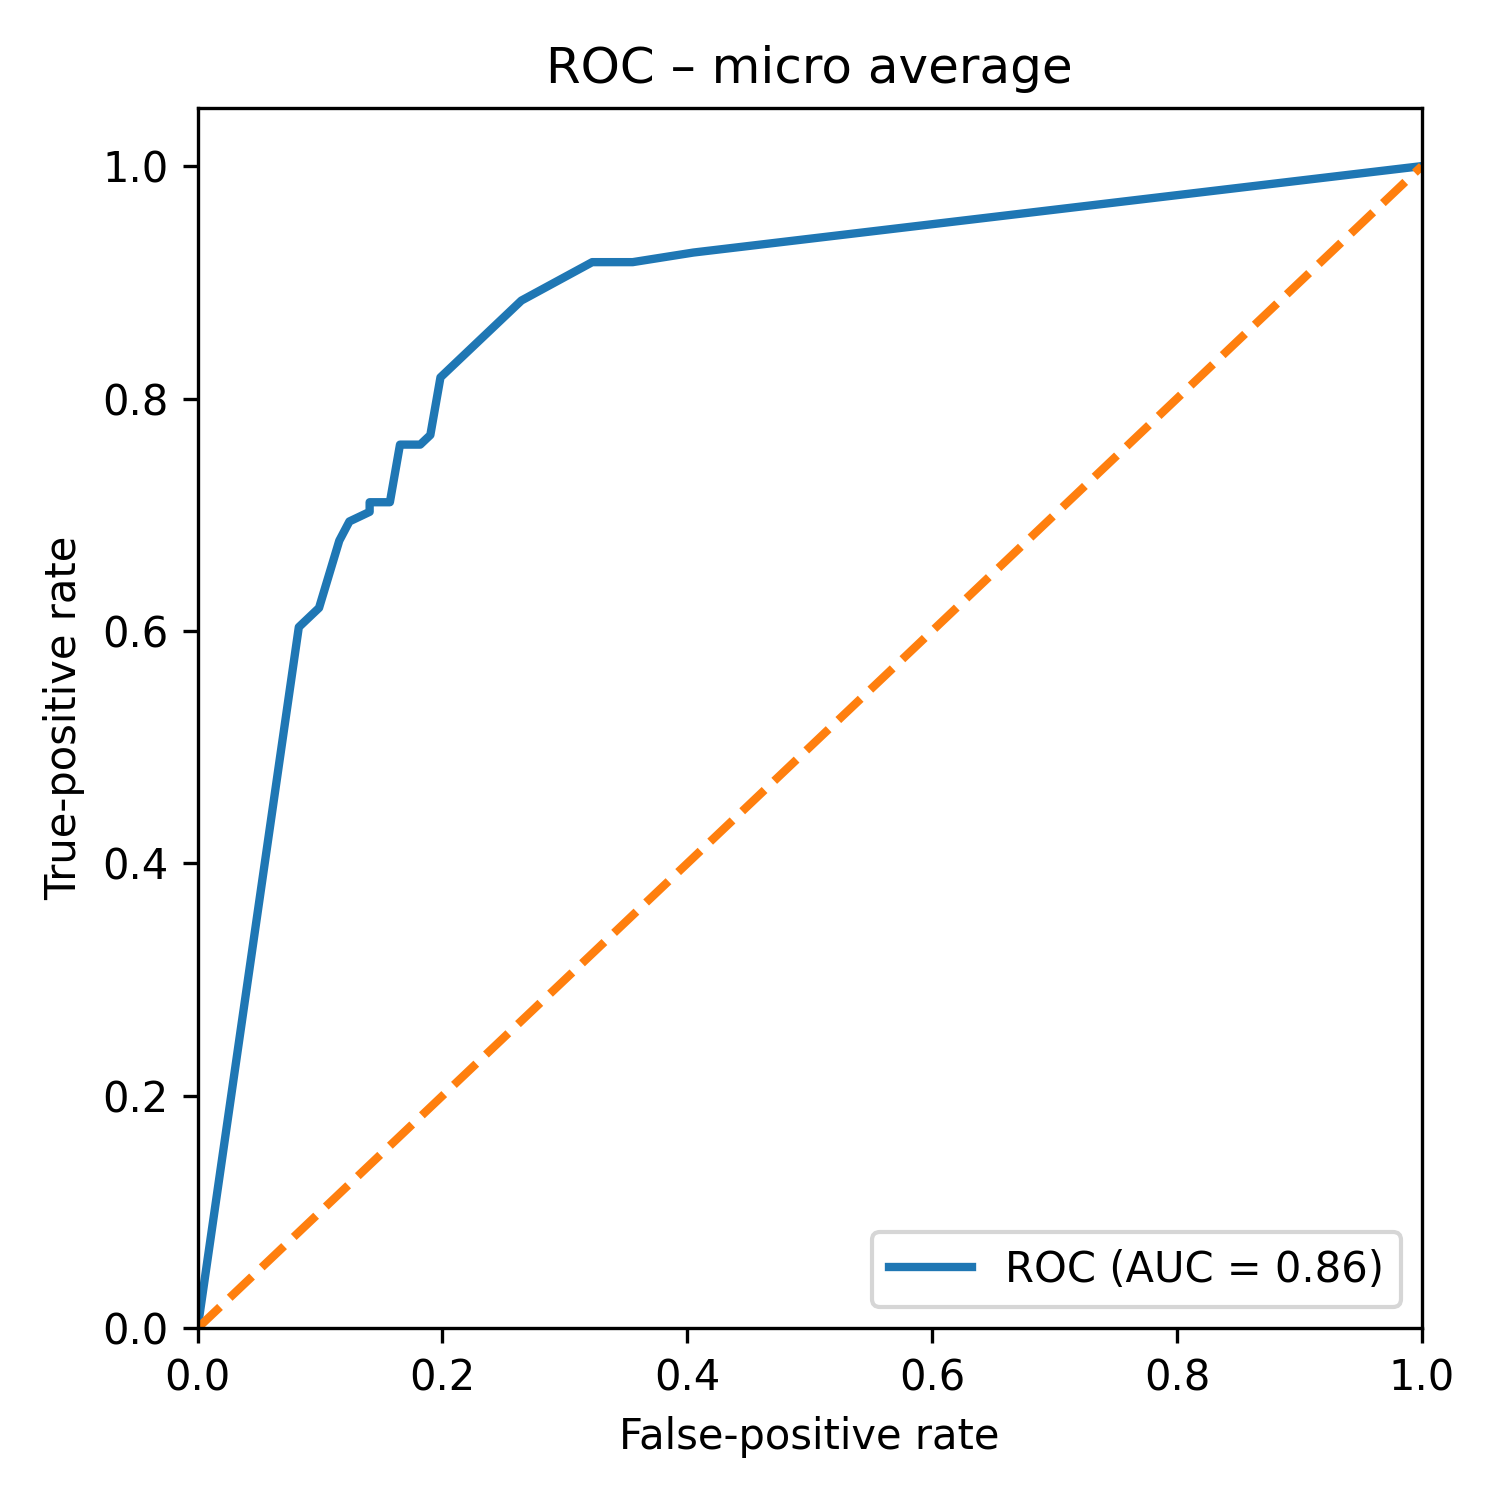 ROC – micro average
1.0
0.8
0.6
0.4
0.2
0.0
True-positive rate
0.0 0.2 0.4 0.6 0.8 1.0
False-positive rate
ROC (AUC = 0.86)